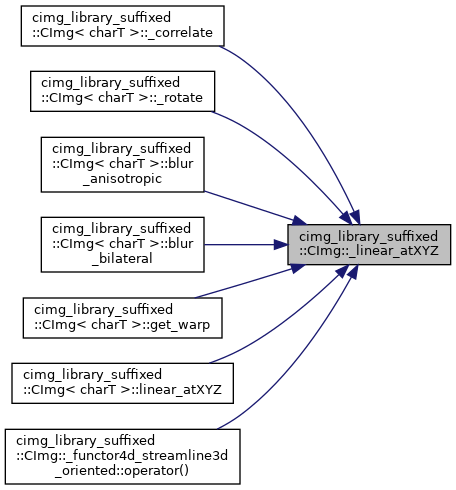 cimg_library_suffixed
::CImg< charT >::_correlate
cimg_library_suffixed
::CImg< charT >::_rotate
cimg_library_suffixed
::CImg< charT >::blur
_anisotropic
cimg_library_suffixed
::CImg< charT >::blur
_bilateral
cimg_library_suffixed
::CImg< charT >::get_warp
cimg_library_suffixed
::CImg< charT >::linear_atXYZ
cimg_library_suffixed
::CImg::_functor4d_streamline3d
_oriented::operator()
cimg_library_suffixed
::CImg::_linear_atXYZ